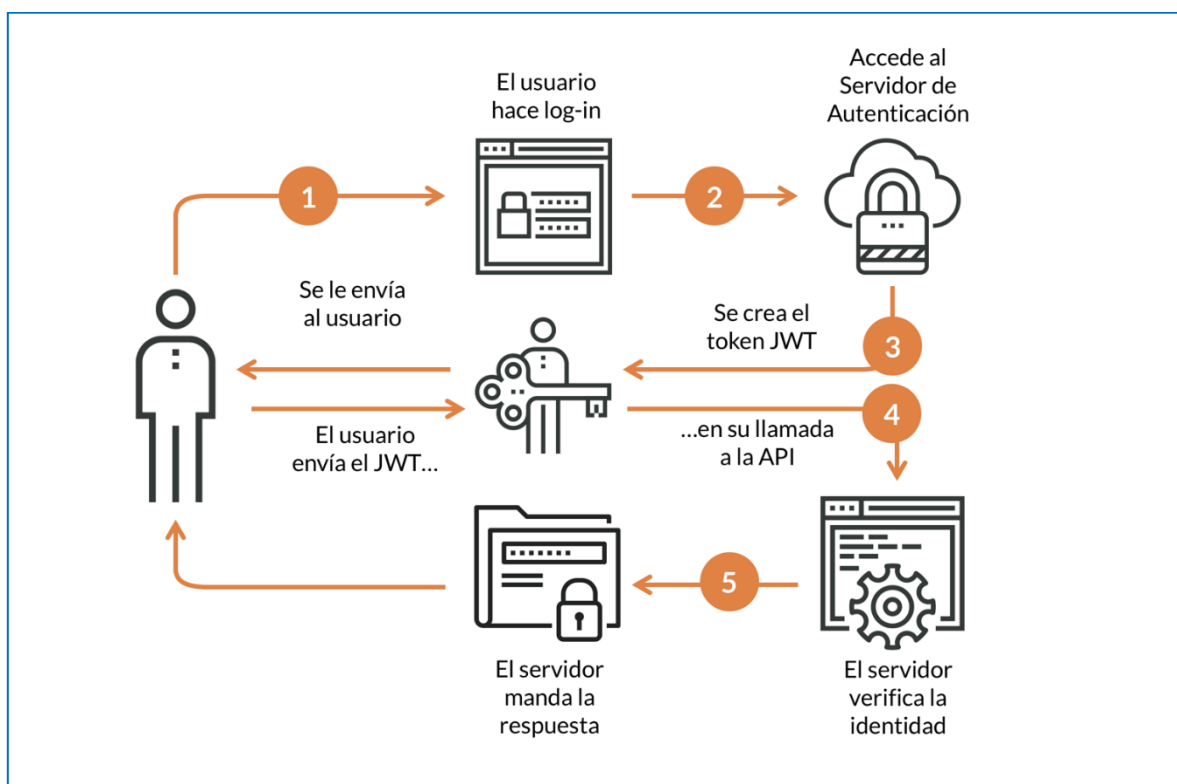 El usuario
hace log-in
Accede al
Servidor de
Autenticación
1
2
Se le envía
al usuario
Se crea el
token JWT
3
El usuario
envía el JWT...
...en su llamada
a la API
4
5
El servidor
manda la
respuesta
El servidor
verifica la
identidad